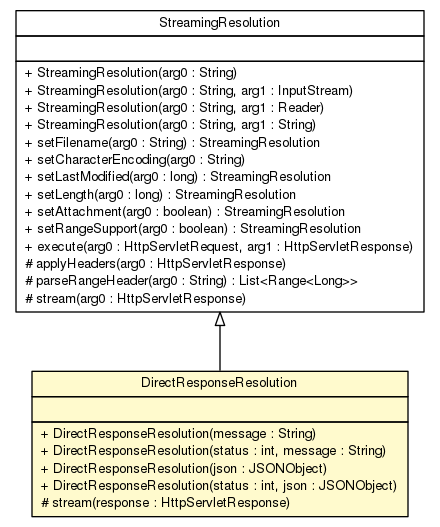 StreamingResolution
+ StreamingResolution(arg0 : String)
+ StreamingResolution(arg0 : String, arg1 : InputStream)
+ StreamingResolution(arg0 : String, arg1 : Reader)
+ StreamingResolution(arg0 : String, arg1 : String)
+ setFilename(arg0 : String) : StreamingResolution
+ setCharacterEncoding(arg0 : String)
+ setLastModified(arg0 : long) : StreamingResolution
+ setLength(arg0 : long) : StreamingResolution
+ setAttachment(arg0 : boolean) : StreamingResolution
+ setRangeSupport(arg0 : boolean) : StreamingResolution
+ execute(arg0 : HttpServletRequest, arg1 : HttpServletResponse)
# applyHeaders(arg0 : HttpServletResponse)
# parseRangeHeader(arg0 : String) : List<Range<Long>>
# stream(arg0 : HttpServletResponse)
DirectResponseResolution
+ DirectResponseResolution(message : String)
+ DirectResponseResolution(status : int, message : String)
+ DirectResponseResolution(json : JSONObject)
+ DirectResponseResolution(status : int, json : JSONObject)
# stream(response : HttpServletResponse)